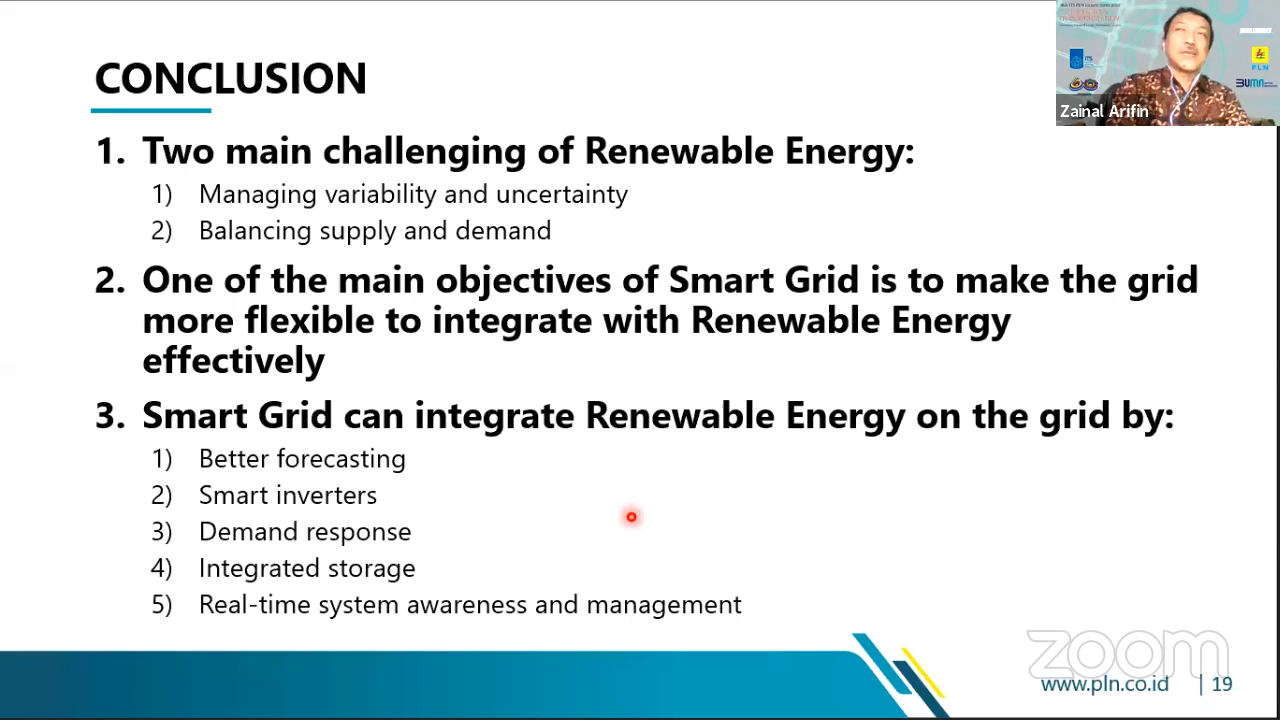 CONCLUSION
1. Two main challenging of Renewable Energy:
1) Managing variability and uncertainty
2) Balancing supply and demand
2. One of the main objectives of Smart Grid is to make the grid
more flexible to integrate with Renewable Energy
effectively
3. Smart Grid can integrate Renewable Energy on the grid by:
1) Better forecasting
2) Smart inverters
3) Demand response
4) Integrated storage
5) Real-time system awareness and management
ITS
PLN
BUMN
Zainal Arifin
zoom
www.pln.co.id | 19